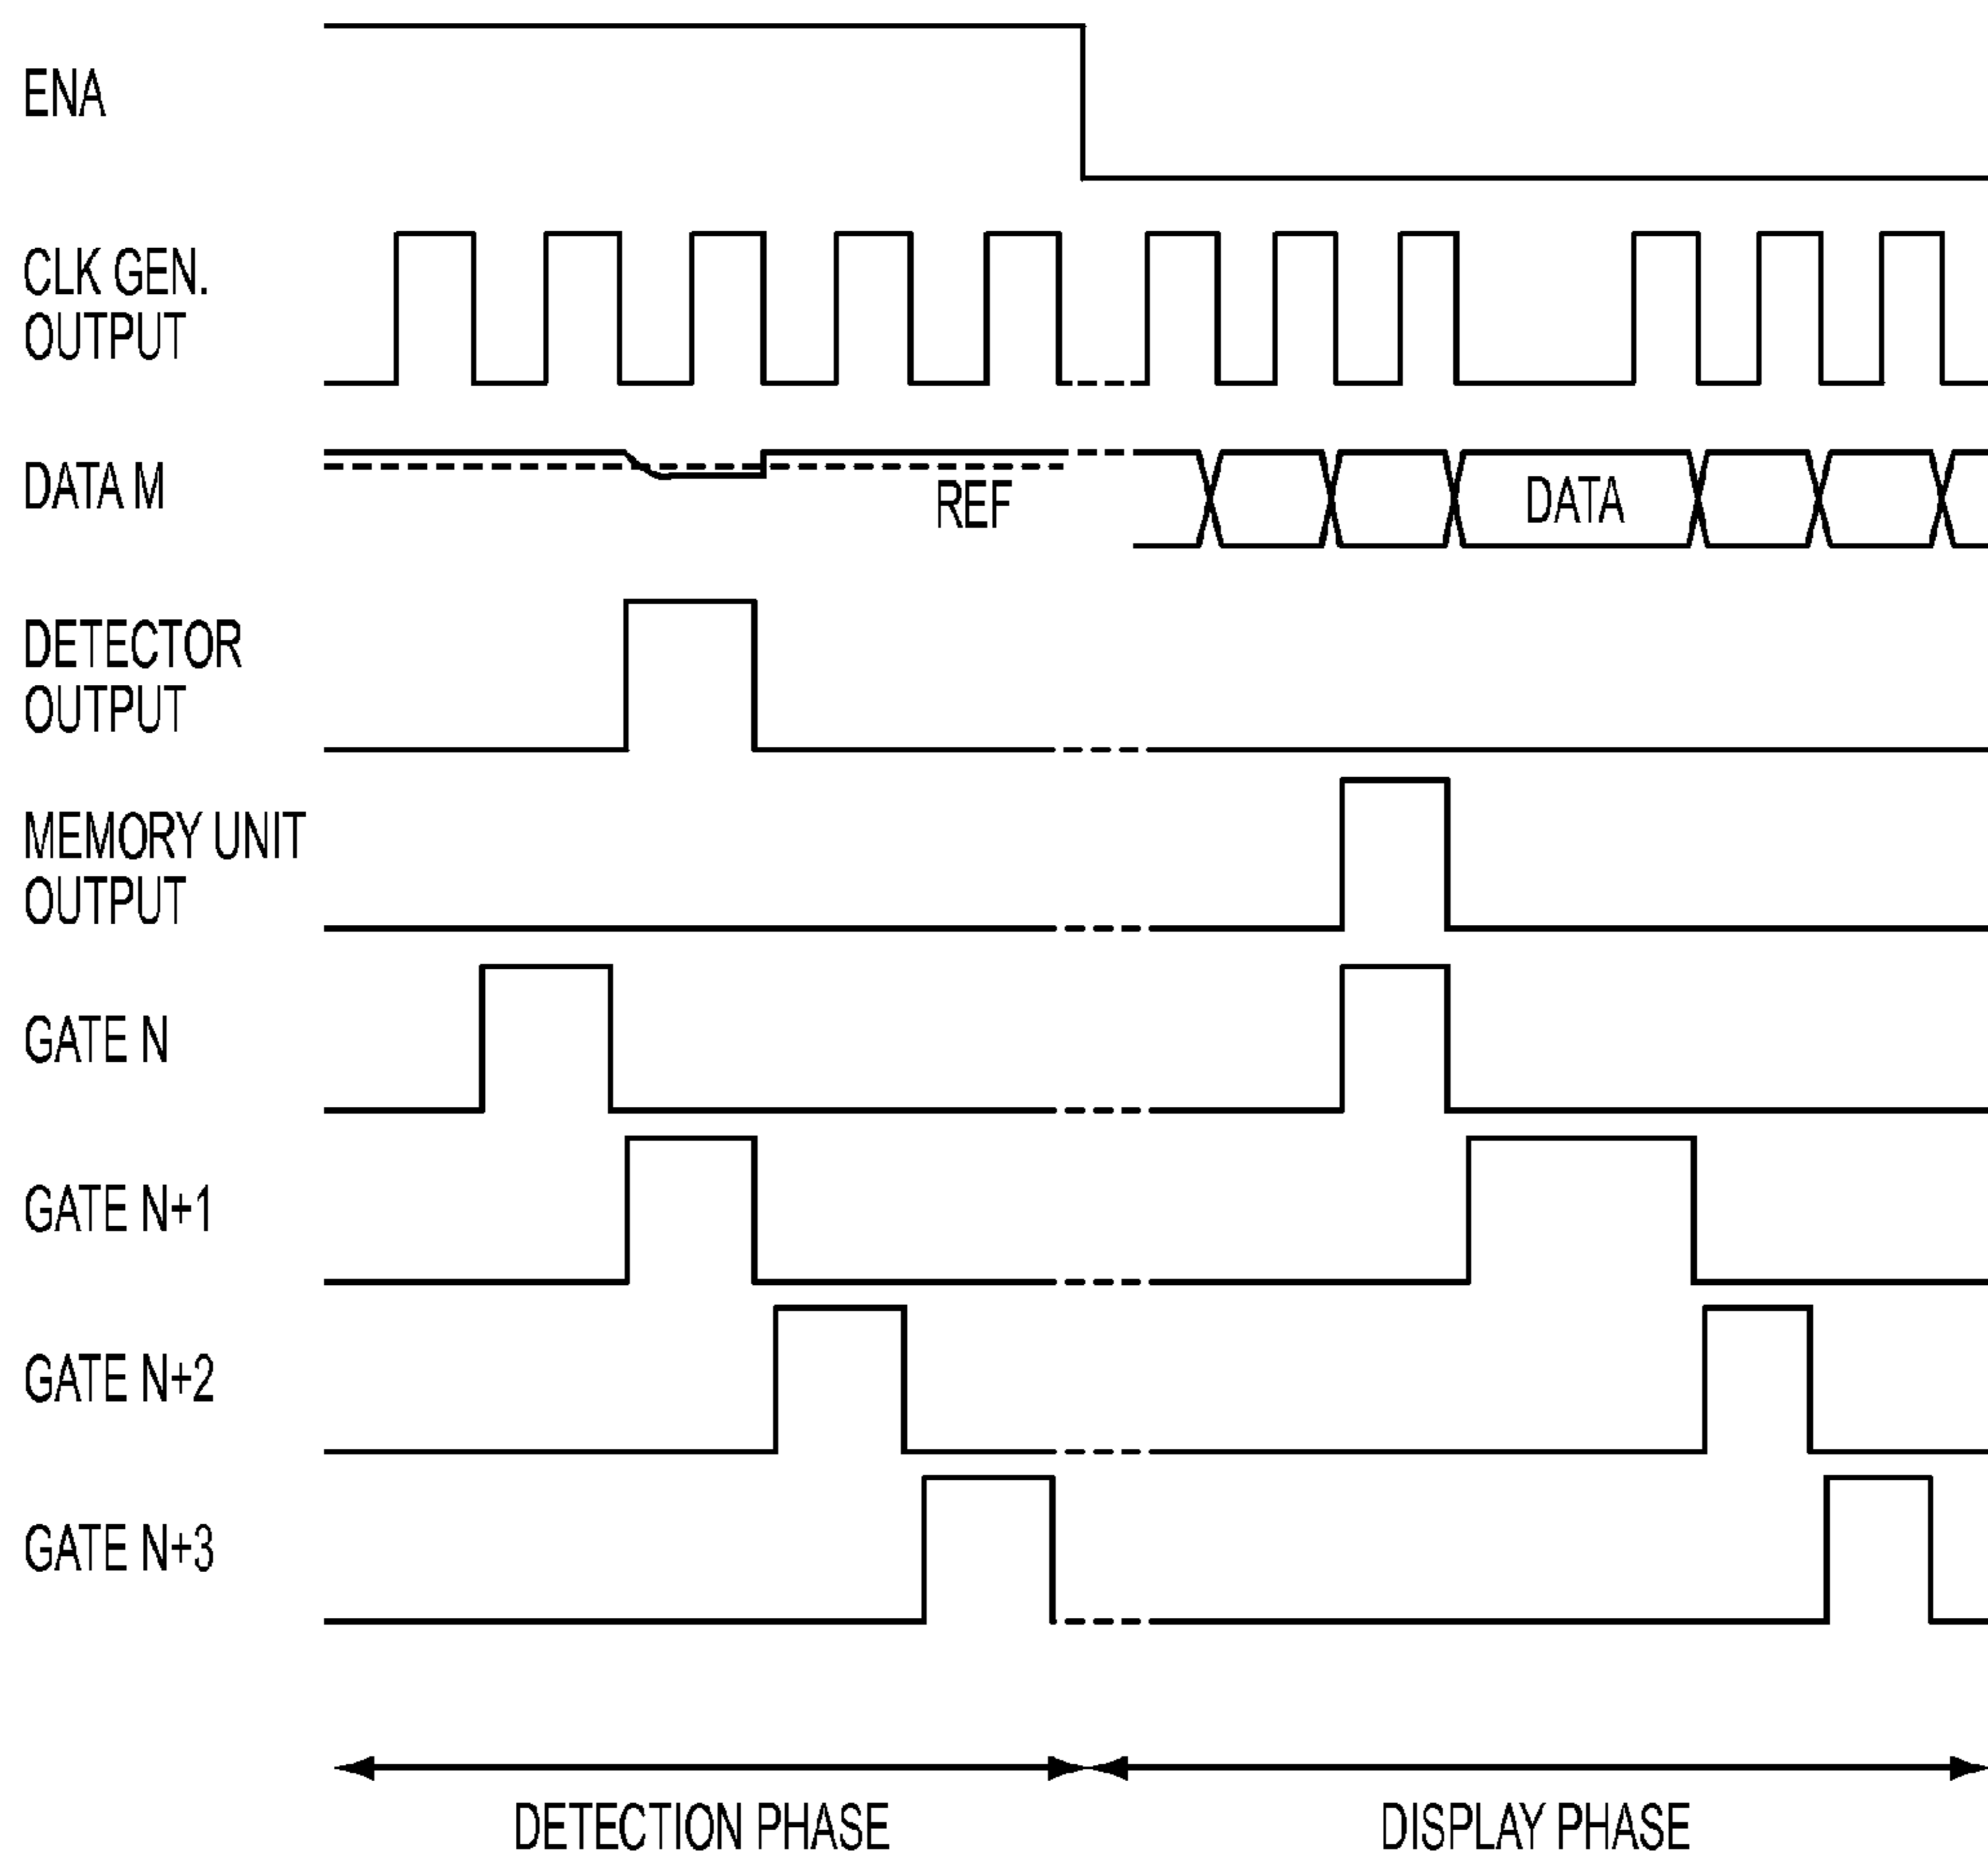 ENA
CLK GEN.
OUTPUT
DATA M
REF
DATA
DETECTOR
OUTPUT
MEMORY UNIT
OUTPUT
GATE N
GATE N+1
GATE N+2
GATE N+3
DETECTION PHASE
DISPLAY PHASE